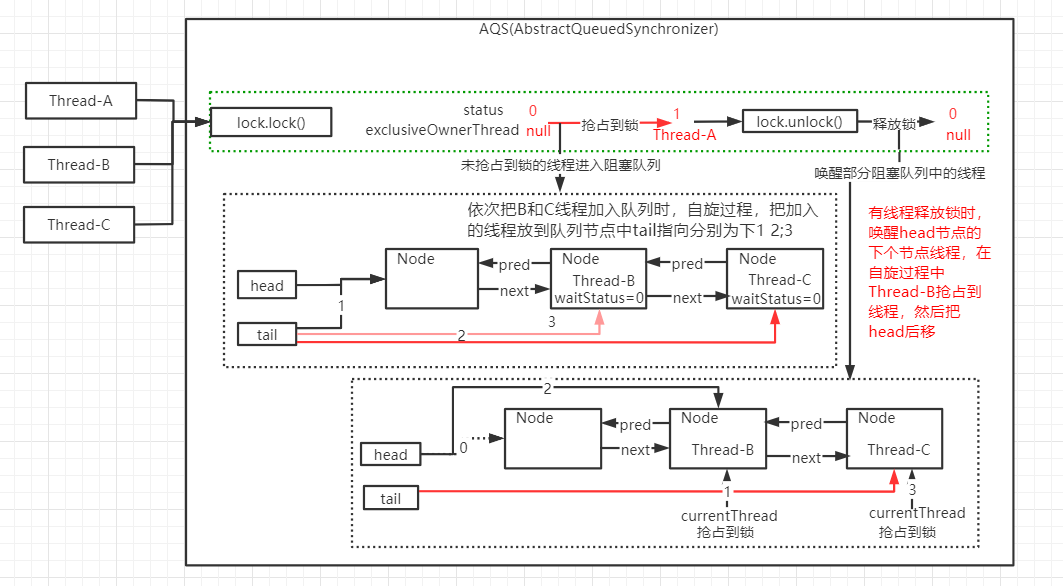 AQS(AbstractQueuedSynchronizer)
Thread-A
Thread-B
Thread-C
lock.lock()
status 0
exclusiveOwnerThread null
抢占到锁
1
Thread-A
lock.unlock()
释放锁
0
null
未抢占到锁的线程进入阻塞队列
唤醒部分阻塞队列中的线程
依次把B和C线程加入队列时，自旋过程，把加入
的线程放到队列节点中tail指向分别为下1 2;3
head
tail
1
2
3
Node
pred
next
Node
Thread-B
waitStatus=0
pred
next
Node
Thread-C
waitStatus=0
有线程释放锁时，
唤醒head节点的
下个节点线程，在
自旋过程中
Thread-B抢占到
线程，然后把
head后移
2
head
0
tail
Node
pred
next
Node
Thread-B
pred
next
Node
Thread-C
1
currentThread
抢占到锁
3
currentThread
抢占到锁